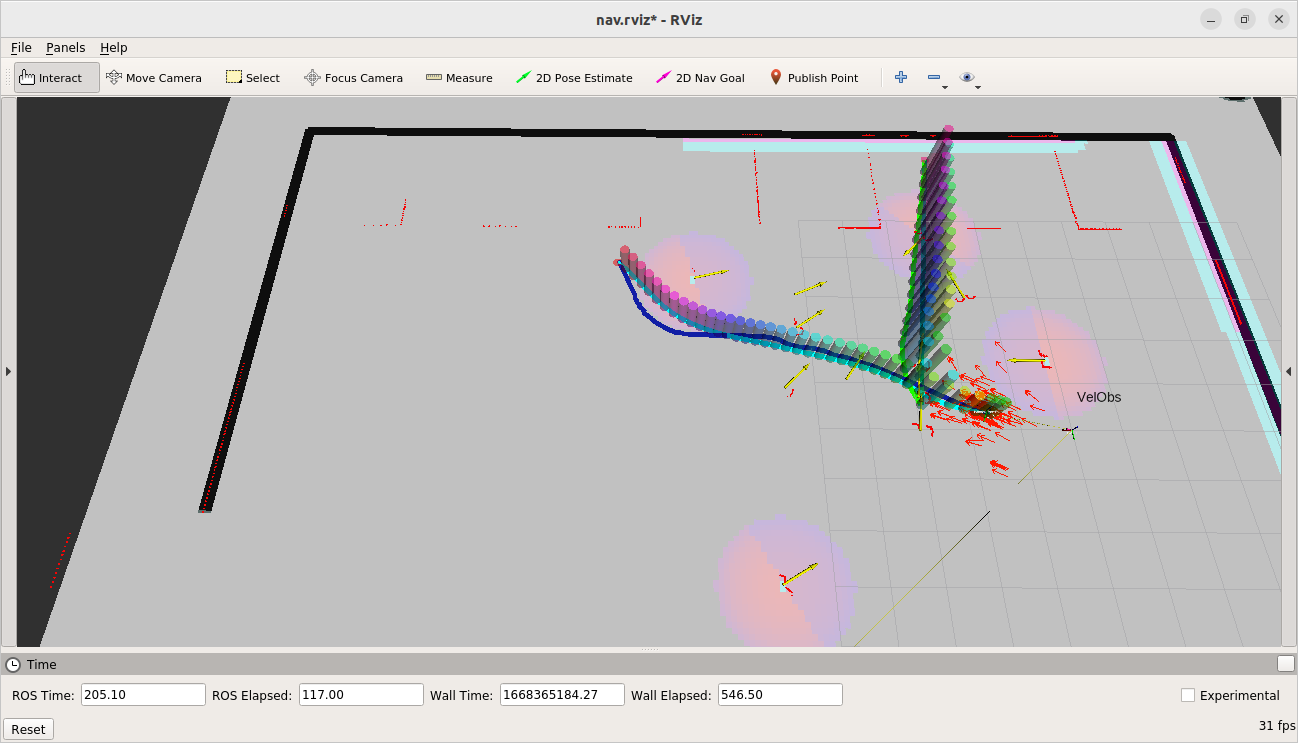 nav.rviz* - RViz
File Panels Help
Interact Move Camera Select Focus Camera Measure 2D Pose Estimate 2D Nav Goal Publish Point
VelObs
Time
ROS Time: 205.10 ROS Elapsed: 117.00 Wall Time: 1668365184.27 Wall Elapsed: 546.50 Experimental
Reset 31 fps